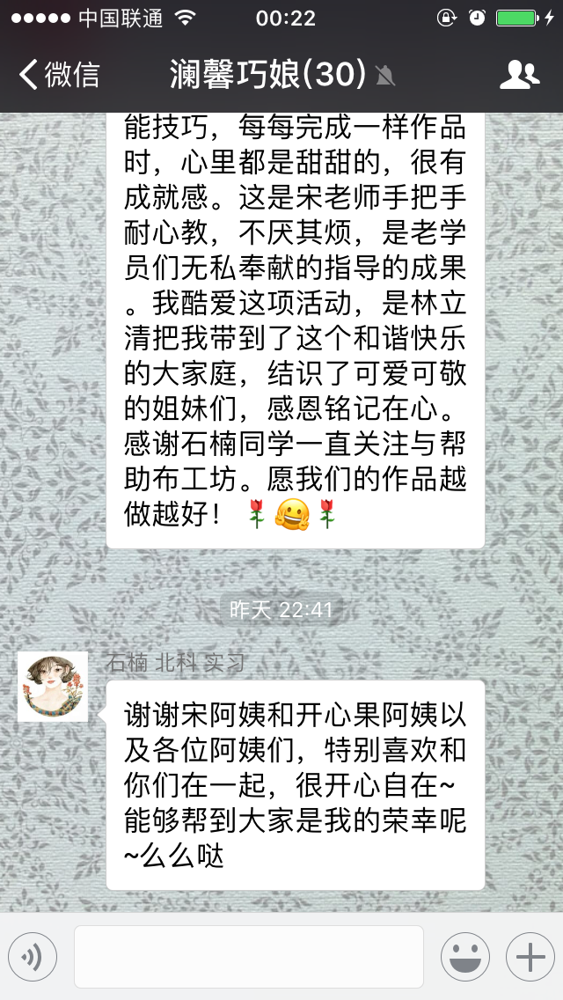 中国联通
00:22
微信
澜馨巧娘(30)
能技巧，每每完成一样作品
时，心里都是甜甜的，很有
成就感。这是宋老师手把手
耐心教，不厌其烦，是老学
员们无私奉献的指导的成果
。我酷爱这项活动，是林立
清把我带到了这个和谐快乐
的大家庭，结识了可爱可敬
的姐妹们，感恩铭记在心。
感谢石楠同学一直关注与帮
助布工坊。愿我们的作品越
做越好！🌹🤗🌹
昨天 22:41
石楠 北科 实习
谢谢宋阿姨和开心果阿姨以
及各位阿姨们，特别喜欢和
你们在一起，很开心自在~
能够帮到大家是我的荣幸呢
~么么哒